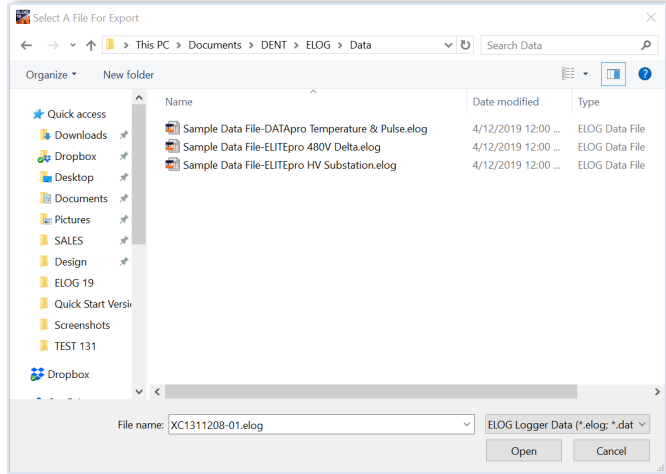 Select A File For Export
This PC > Documents > DENT > ELOG > Data
Search Data
Organize
New folder
Name
Date modified
Type
Quick access
Downloads
Dropbox
Desktop
Documents
Pictures
SALES
Design
ELOG 19
Quick Start Versi
Screenshots
TEST 131
Dropbox
Sample Data File-DATApro Temperature & Pulse.elog 4/12/2019 12:00 ... ELOG Data File
Sample Data File-ELITEpro 480V Delta.elog 4/12/2019 12:00 ... ELOG Data File
Sample Data File-ELITEpro HV Substation.elog 4/12/2019 12:00 ... ELOG Data File
File name: XC1311208-01.elog
ELOG Logger Data (*.elog; *.dat
Open
Cancel